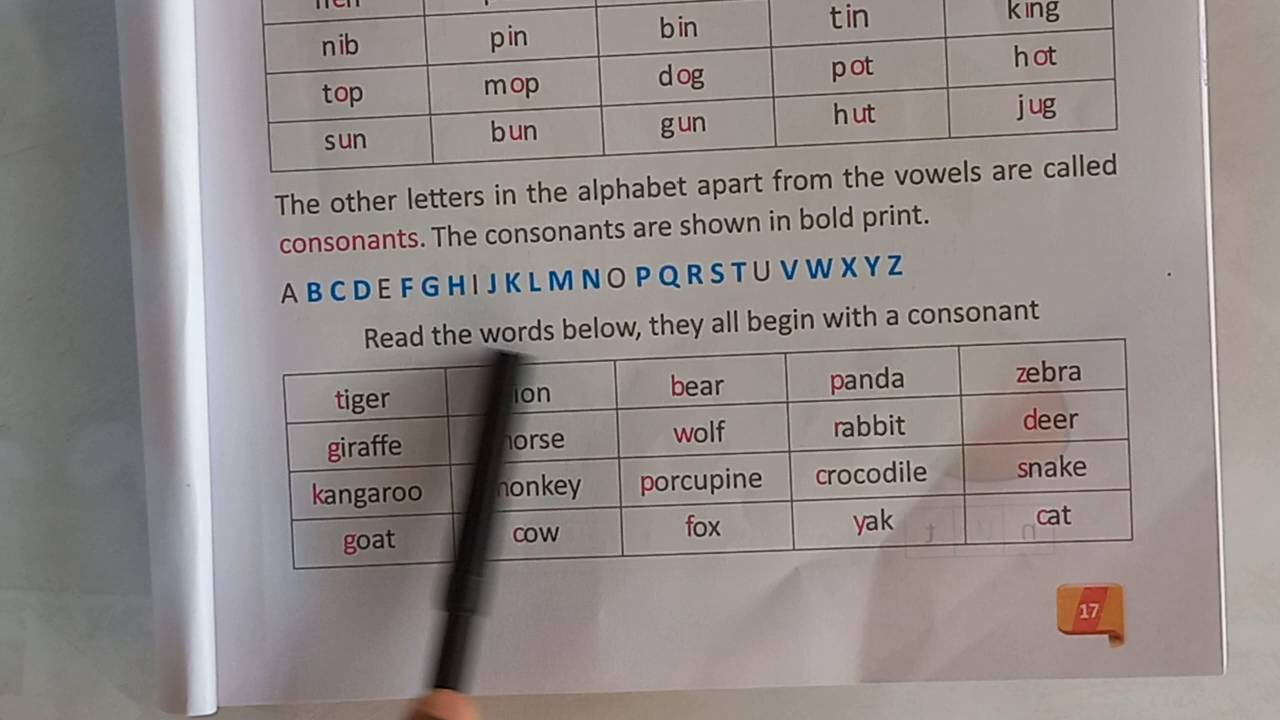 nib pin bin tin king
top mop dog pot hot
sun bun gun hut jug
The other letters in the alphabet apart from the vowels are called
consonants. The consonants are shown in bold print.
A B C D E F G H I J K L M N O P Q R S T U V W X Y Z
Read the words below, they all begin with a consonant
tiger bear panda zebra
giraffe wolf rabbit deer
kangaroo porcupine crocodile snake
goat cow fox yak cat
17